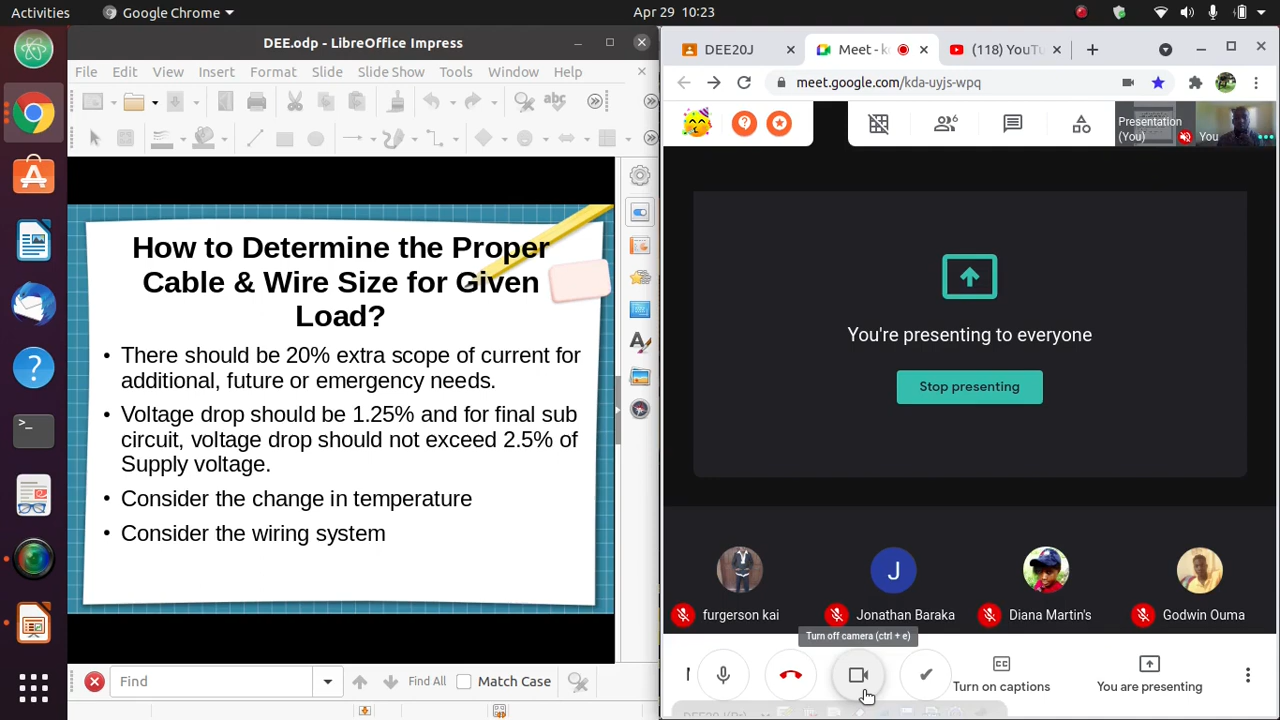 Activities
Google Chrome
Apr 29 10:23
DEE.odp - LibreOffice Impress
File Edit View Insert Format Slide Slide Show Tools Window Help
How to Determine the Proper
Cable & Wire Size for Given
Load?
• There should be 20% extra scope of current for
additional, future or emergency needs.
• Voltage drop should be 1.25% and for final sub
circuit, voltage drop should not exceed 2.5% of
Supply voltage.
• Consider the change in temperature
• Consider the wiring system
Find
Find All
Match Case
DEE20J
Meet - k
(118) YouTu
meet.google.com/kda-uyjs-wpq
6
Presentation
(You)
You
You're presenting to everyone
Stop presenting
furgerson kai
J
Jonathan Baraka
Diana Martin's
Godwin Ouma
Turn off camera (ctrl + e)
CC
Turn on captions
You are presenting